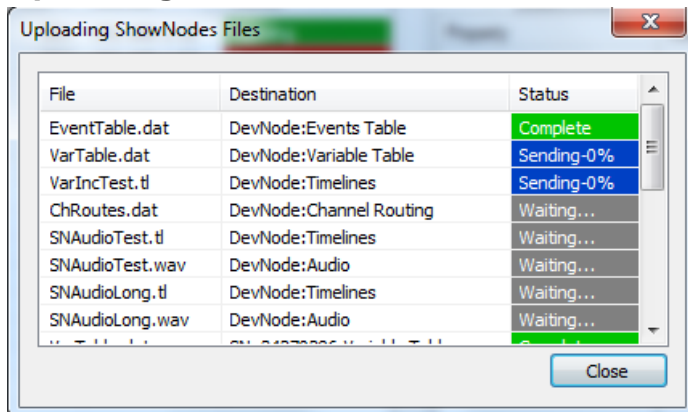 Uploading ShowNodes Files
File Destination Status
EventTable.dat DevNode:Events Table Complete
VarTable.dat DevNode:Variable Table Sending-0%
VarIncTest.tl DevNode:Timelines Sending-0%
ChRoutes.dat DevNode:Channel Routing Waiting...
SNAudioTest.tl DevNode:Timelines Waiting...
SNAudioTest.wav DevNode:Audio Waiting...
SNAudioLong.tl DevNode:Timelines Waiting...
SNAudioLong.wav DevNode:Audio Waiting...
Close